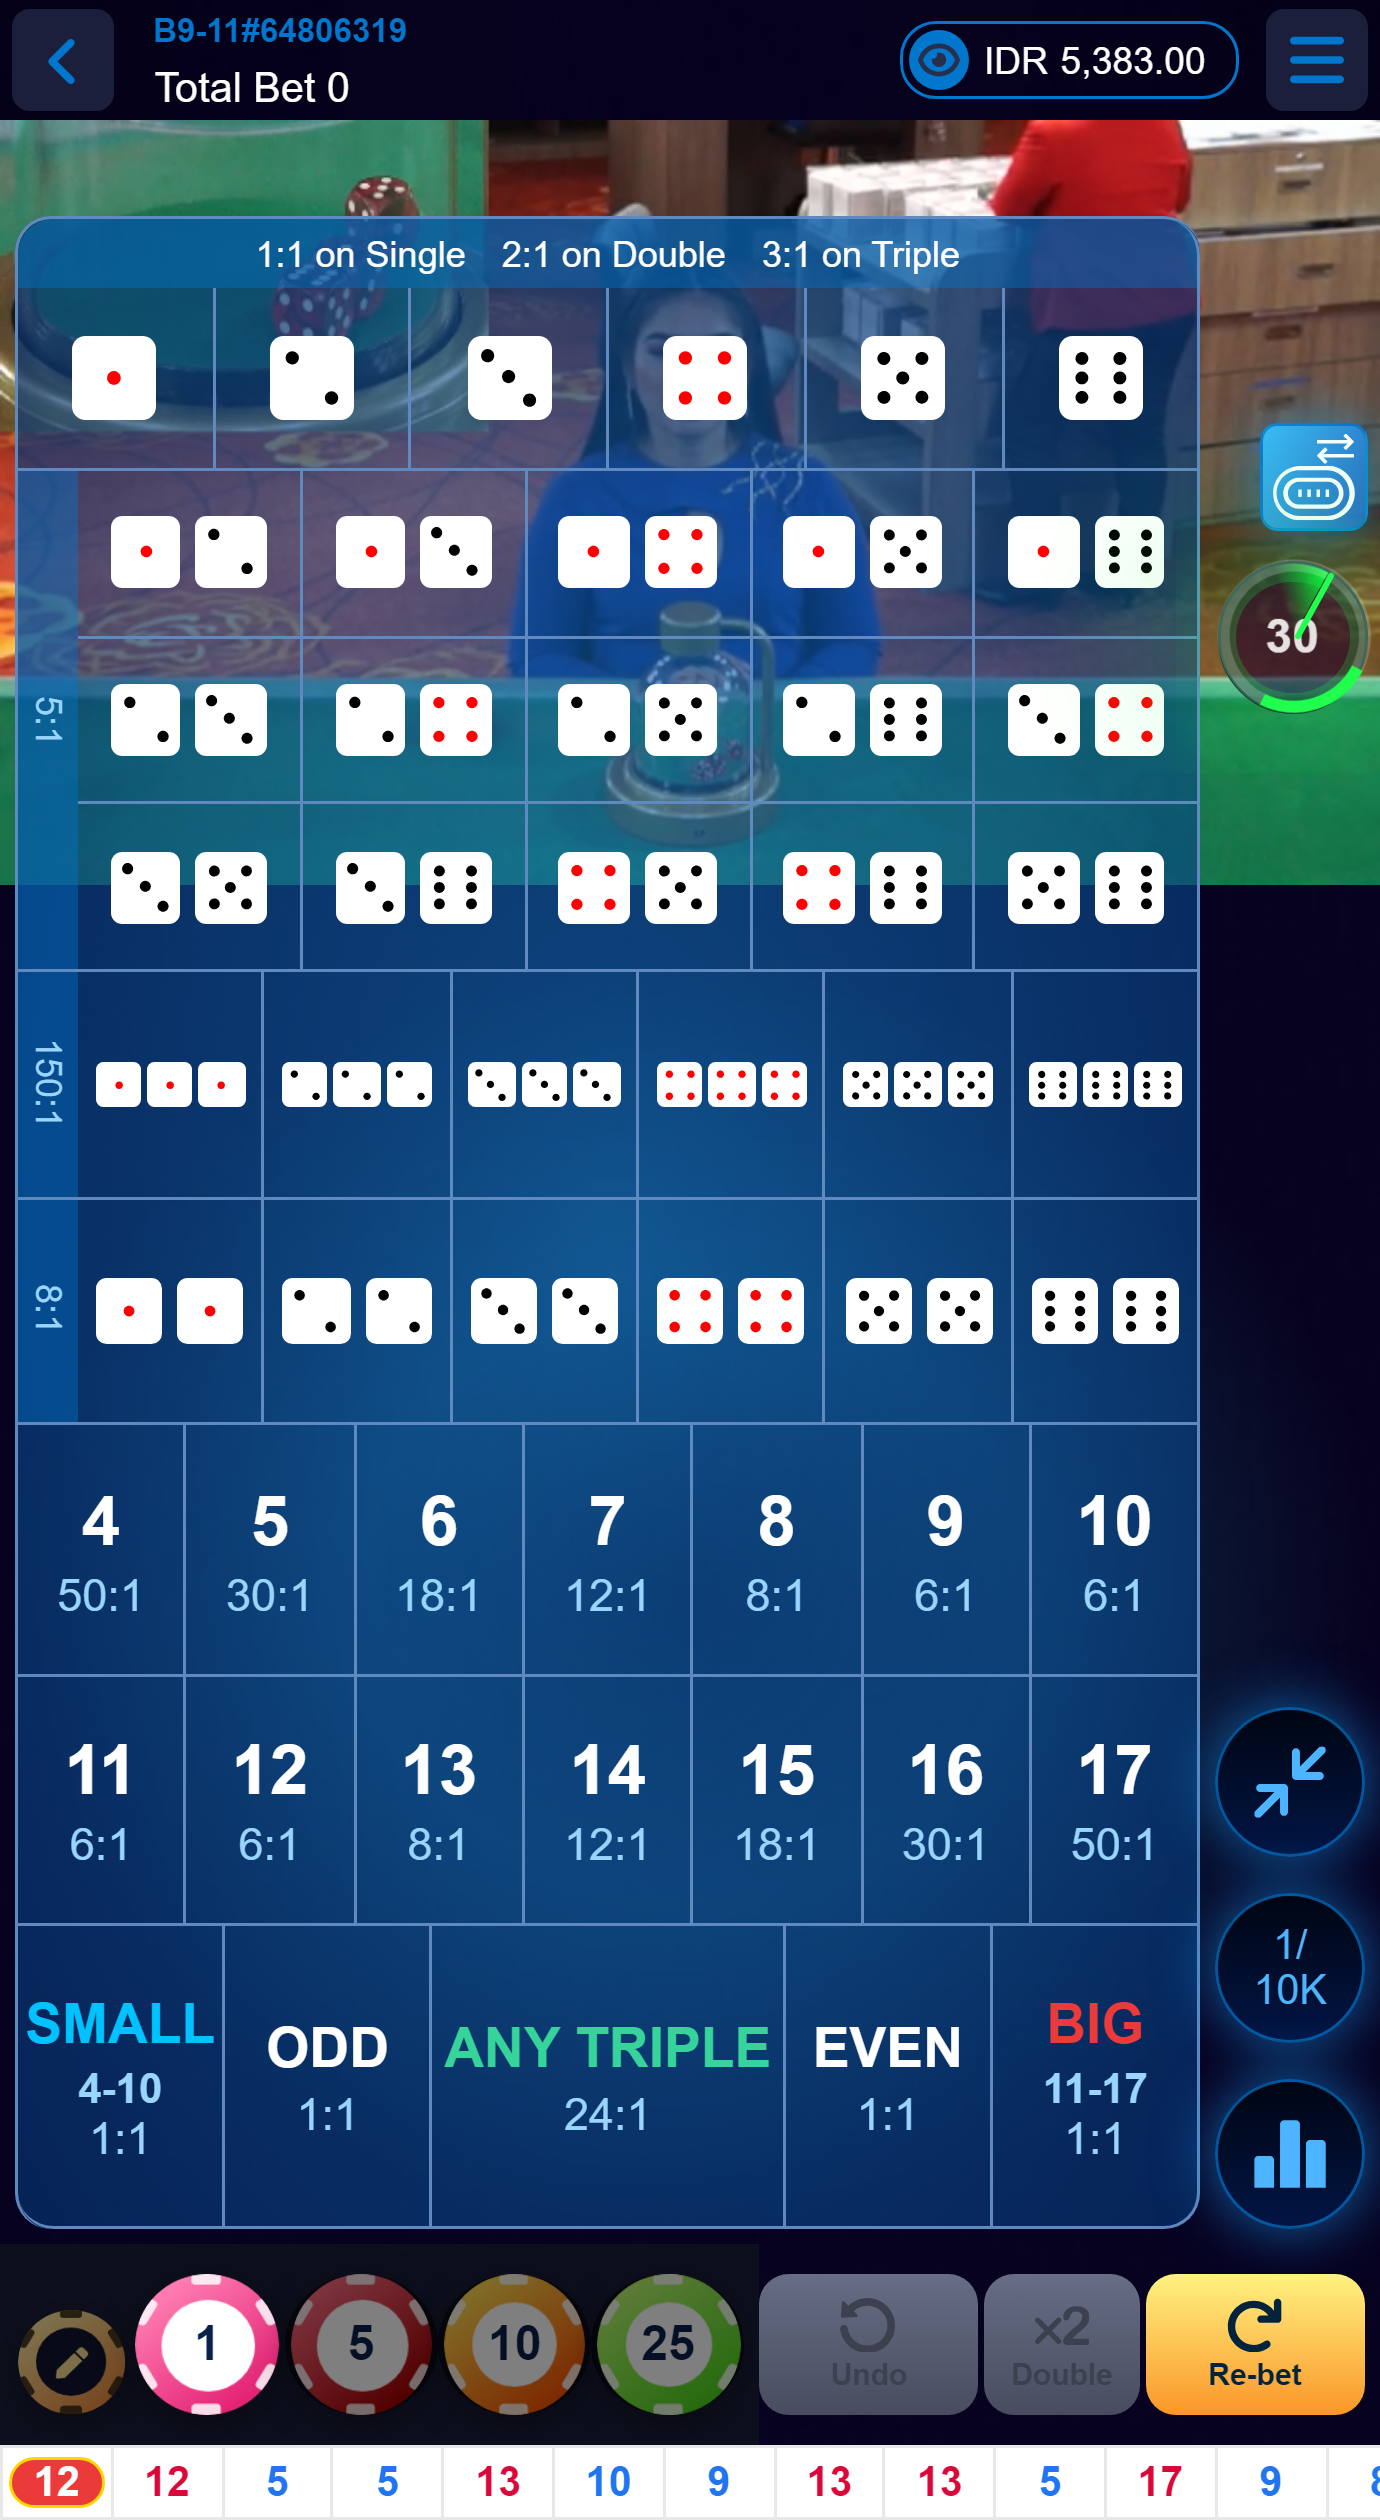 B9-11#64806319
Total Bet 0
IDR 5,383.00
1:1 on Single 2:1 on Double 3:1 on Triple
30
5:1
150:1
8:1
4 5 6 7 8 9 10
50:1 30:1 18:1 12:1 8:1 6:1 6:1
11 12 13 14 15 16 17
6:1 6:1 8:1 12:1 18:1 30:1 50:1
SMALL
4-10
1:1
ODD
1:1
ANY TRIPLE
24:1
EVEN
1:1
BIG
11-17
1:1
1/
10K
1 5 10 25
Undo
x2
Double
Re-bet
12 12 5 5 13 10 9 13 13 5 17 9